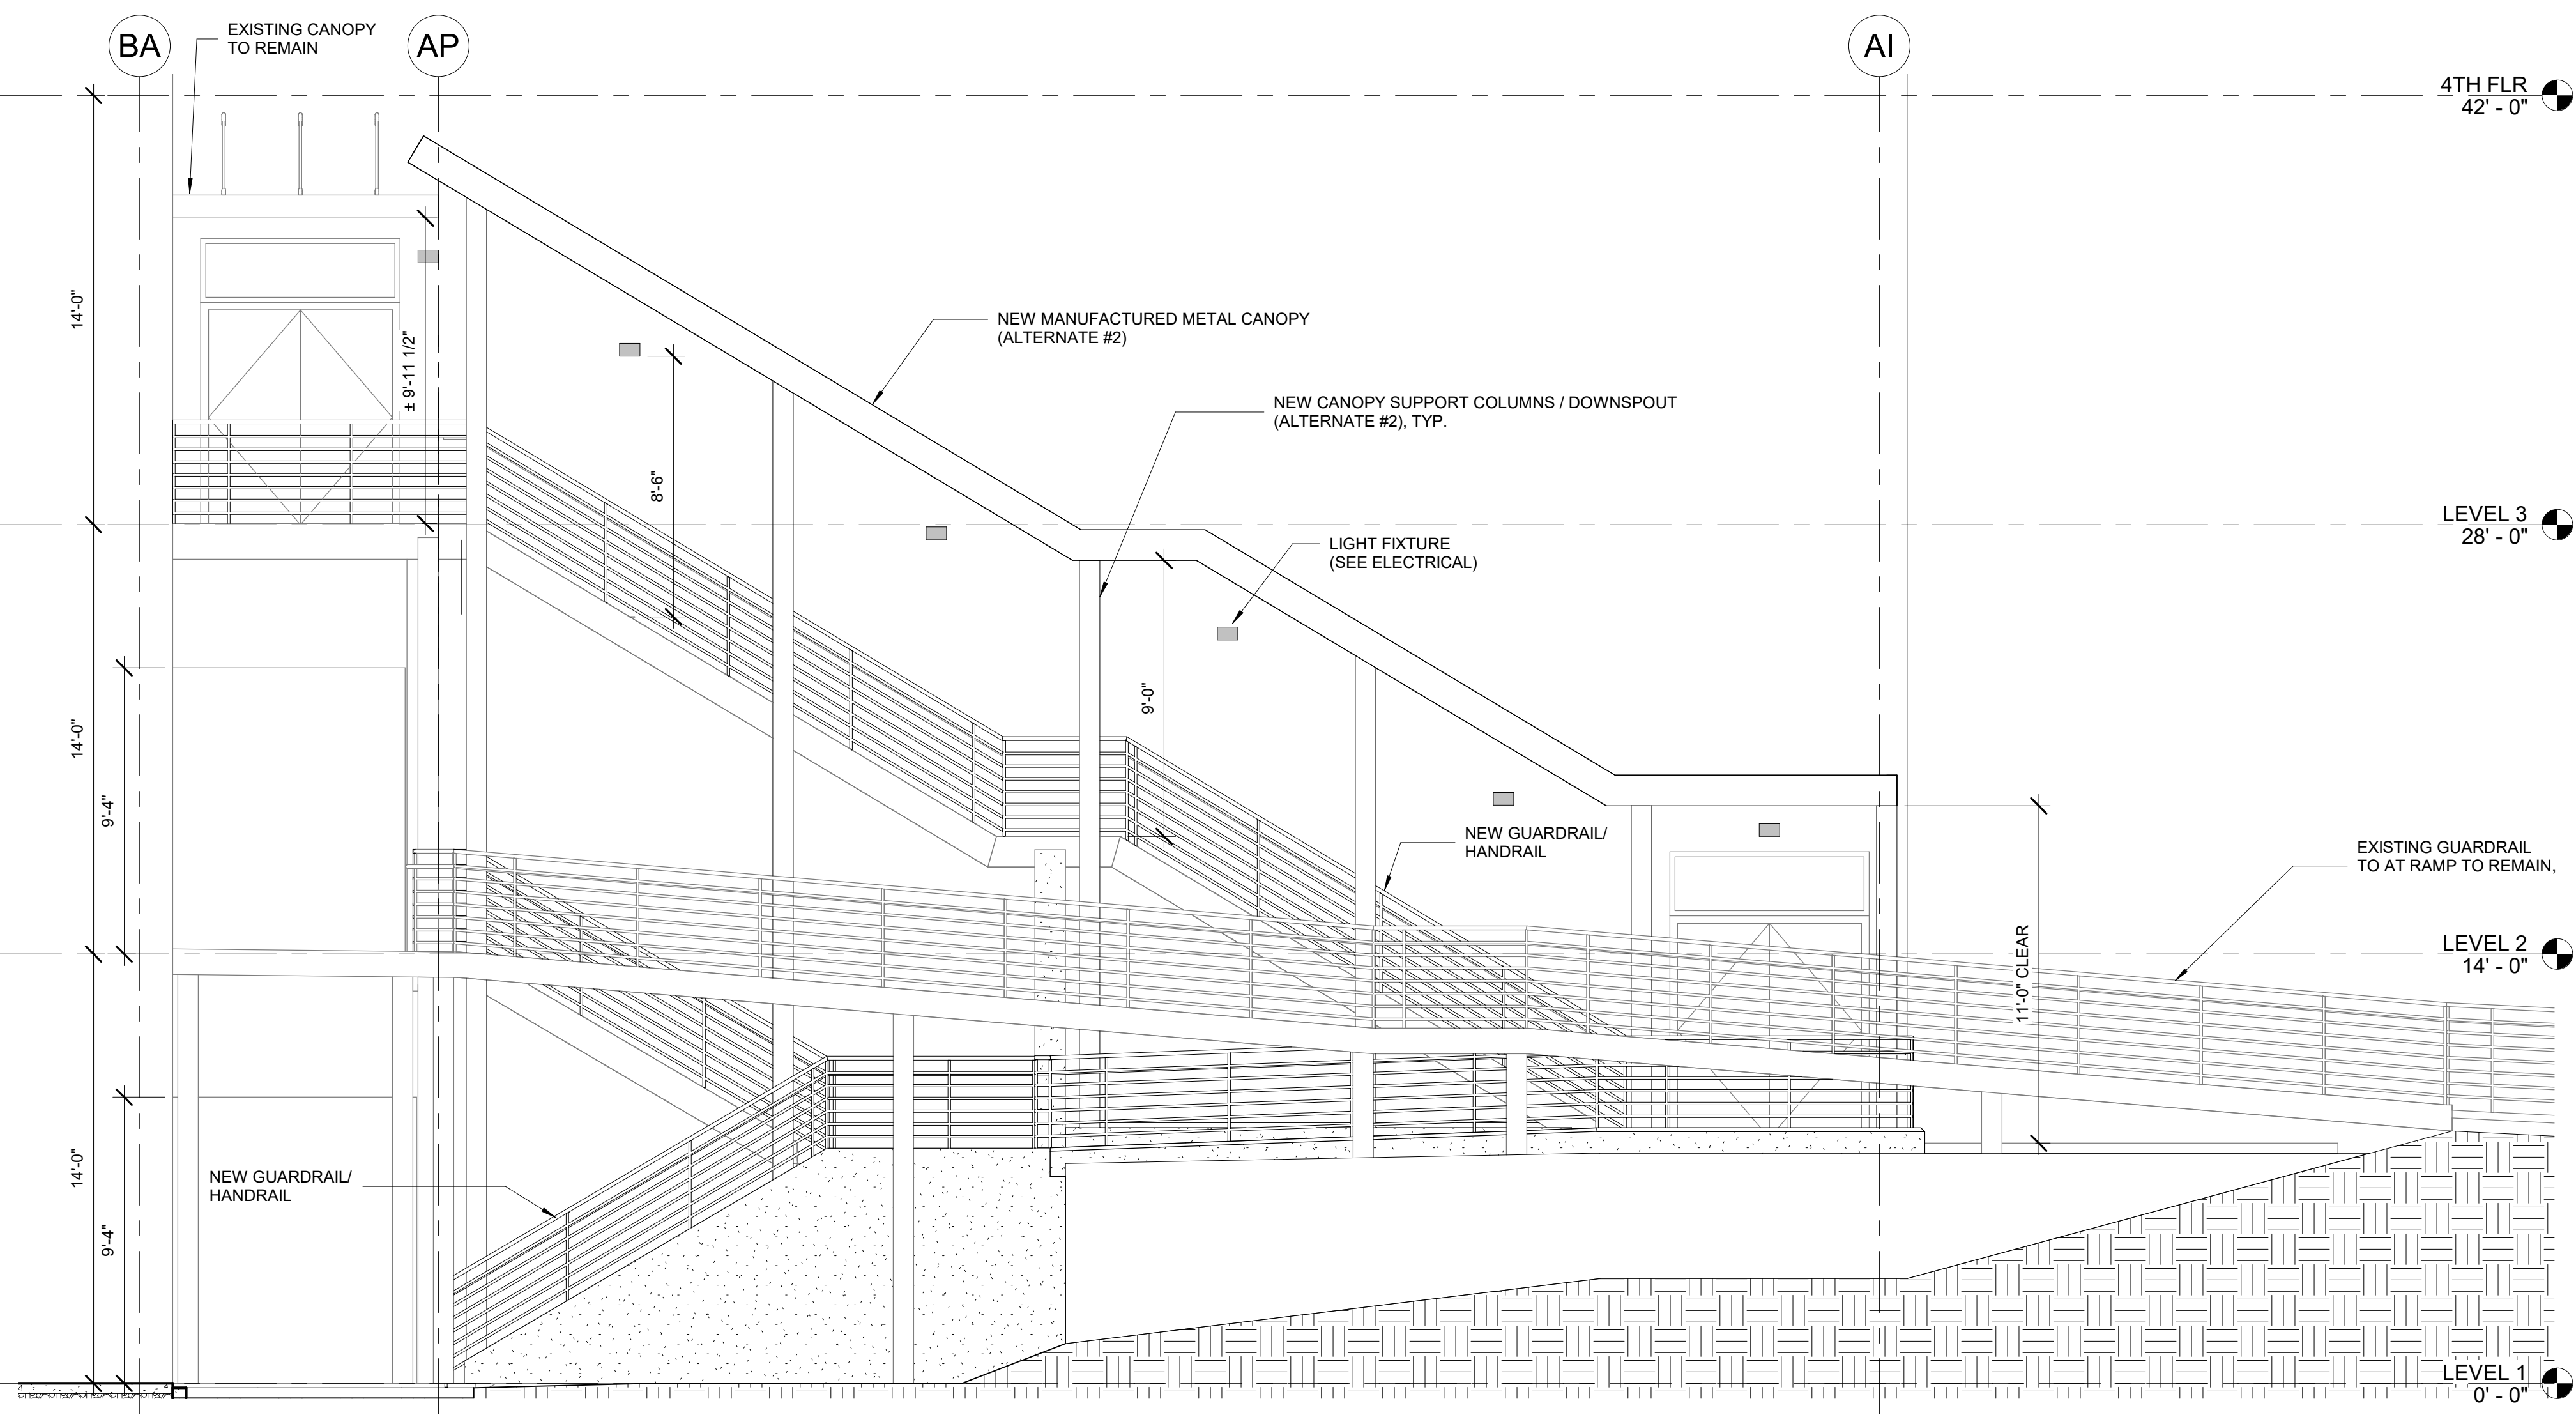 BA
EXISTING CANOPY
TO REMAIN
AP
AI
4TH FLR
42' - 0"
14'-0"
± 9'-11 1/2"
NEW MANUFACTURED METAL CANOPY
(ALTERNATE #2)
NEW CANOPY SUPPORT COLUMNS / DOWNSPOUT
(ALTERNATE #2), TYP.
8'-6"
LEVEL 3
28' - 0"
LIGHT FIXTURE
(SEE ELECTRICAL)
9'-0"
14'-0"
9'-4"
NEW GUARDRAIL/
HANDRAIL
EXISTING GUARDRAIL
TO AT RAMP TO REMAIN,
11'-0" CLEAR
LEVEL 2
14' - 0"
14'-0"
9'-4"
NEW GUARDRAIL/
HANDRAIL
LEVEL 1
0' - 0"